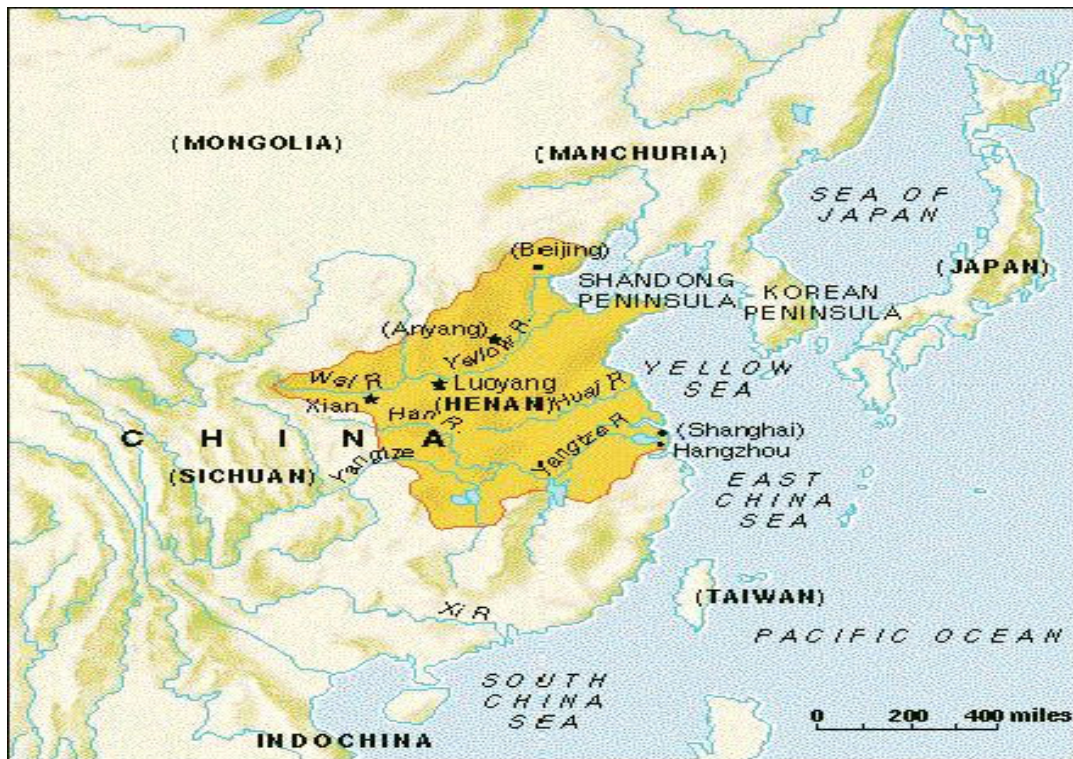 (MONGOLIA)
(MANCHURIA)
SEA OF
JAPAN
(Beijing)
SHANDONG
PENINSULA
KOREAN
PENINSULA
(JAPAN)
(Anyang)
Yellow R.
Wei R
Luoyang
YELLOW
SEA
Xian
Han R.
(HENAN)
Huai R
CHINA
Yangtze
Yangtze R
(Shanghai)
Hangzhou
(SICHUAN)
EAST
CHINA
SEA
(TAIWAN)
Xi R
PACIFIC OCEAN
SOUTH
CHINA
SEA
INDOCHINA
0 200 400 miles